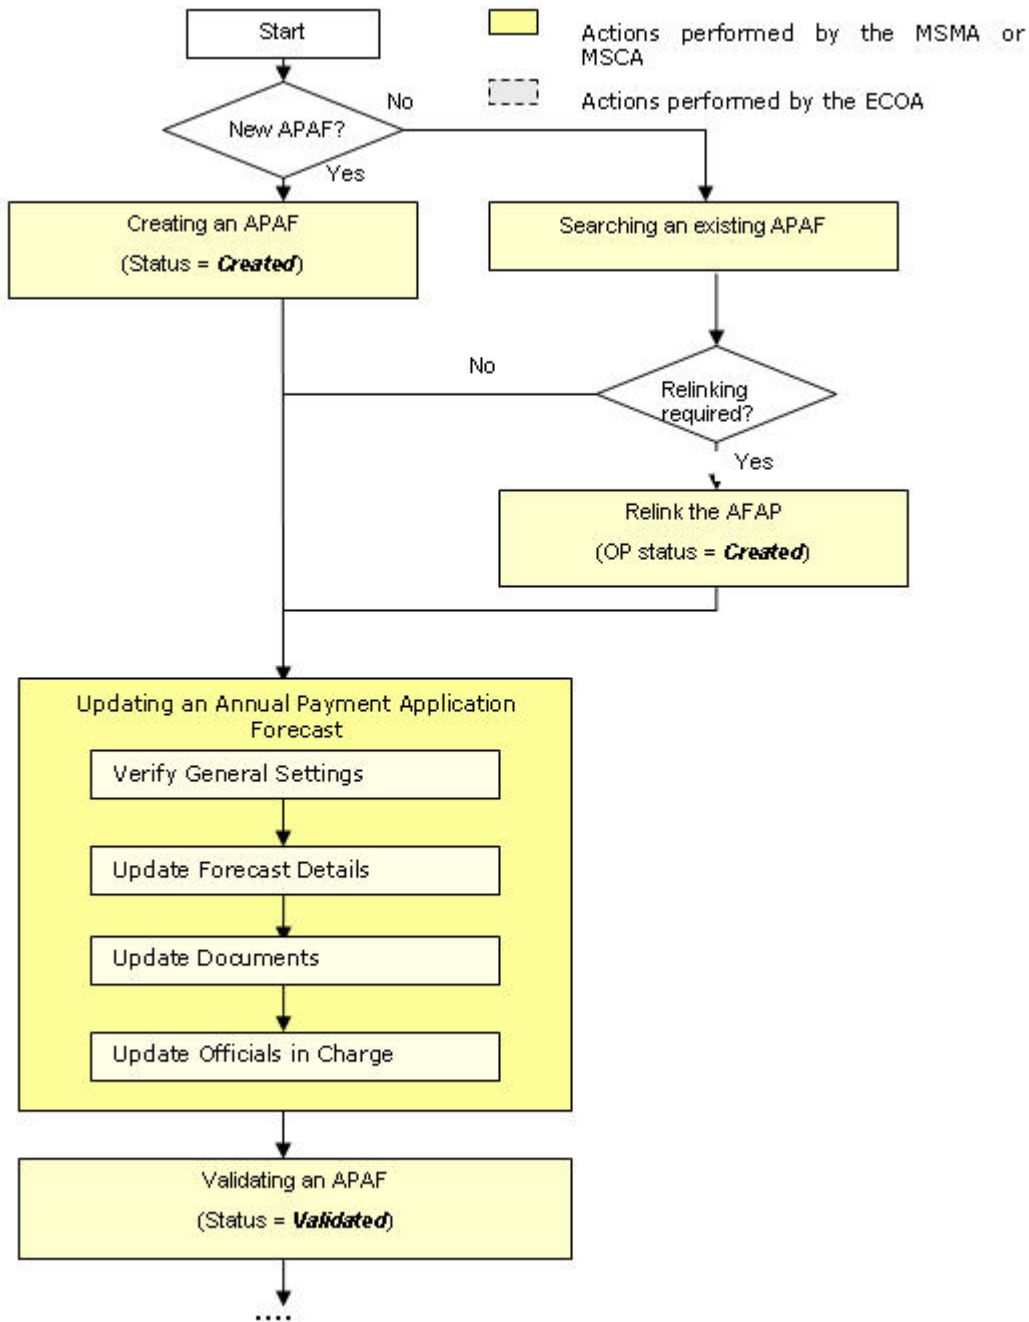 Start
Actions performed by the MSMA or
MSCA
Actions performed by the ECOA
New APAF?
No
Yes
Creating an APAF
(Status = Created)
Searching an existing APAF
No
Relinking
required?
Yes
Relink the AFAP
(OP status = Created)
Updating an Annual Payment Application
Forecast
Verify General Settings
Update Forecast Details
Update Documents
Update Officials in Charge
Validating an APAF
(Status = Validated)
....